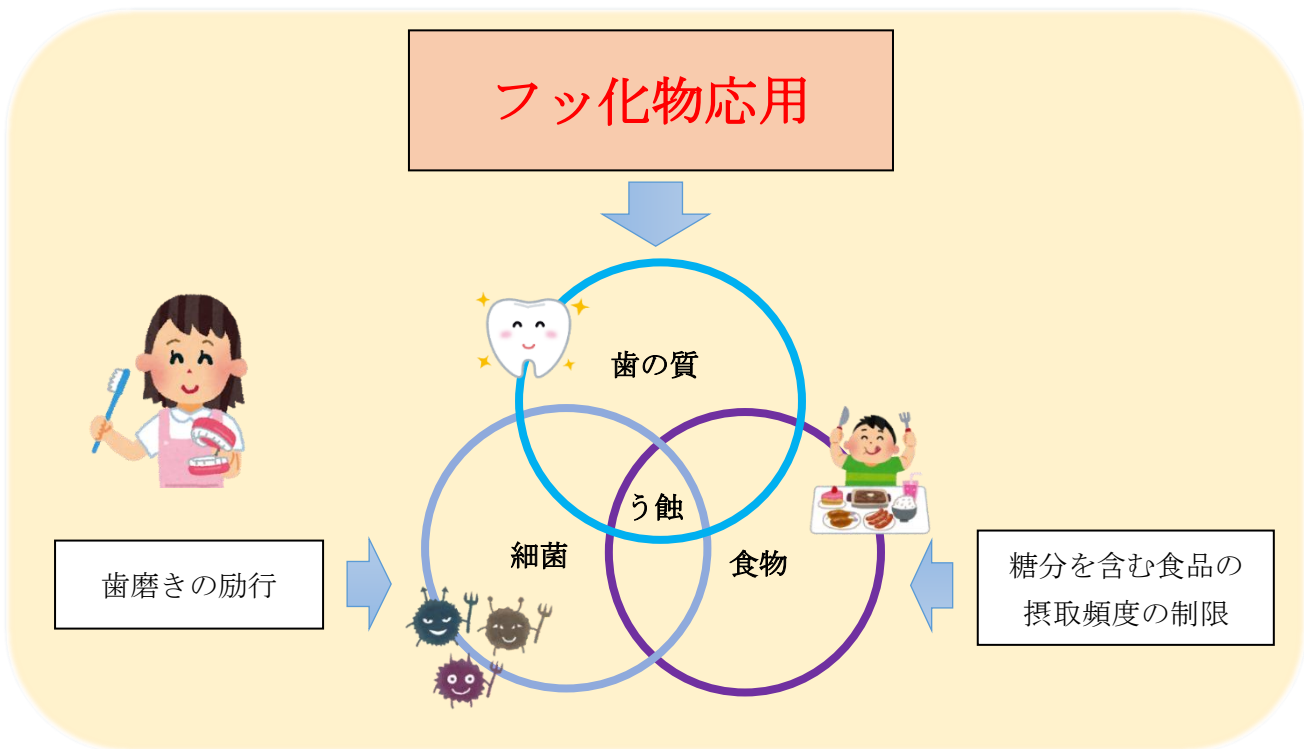 フッ化物応用
歯の質
う蝕
細菌
食物
歯磨きの励行
糖分を含む食品の
摂取頻度の制限